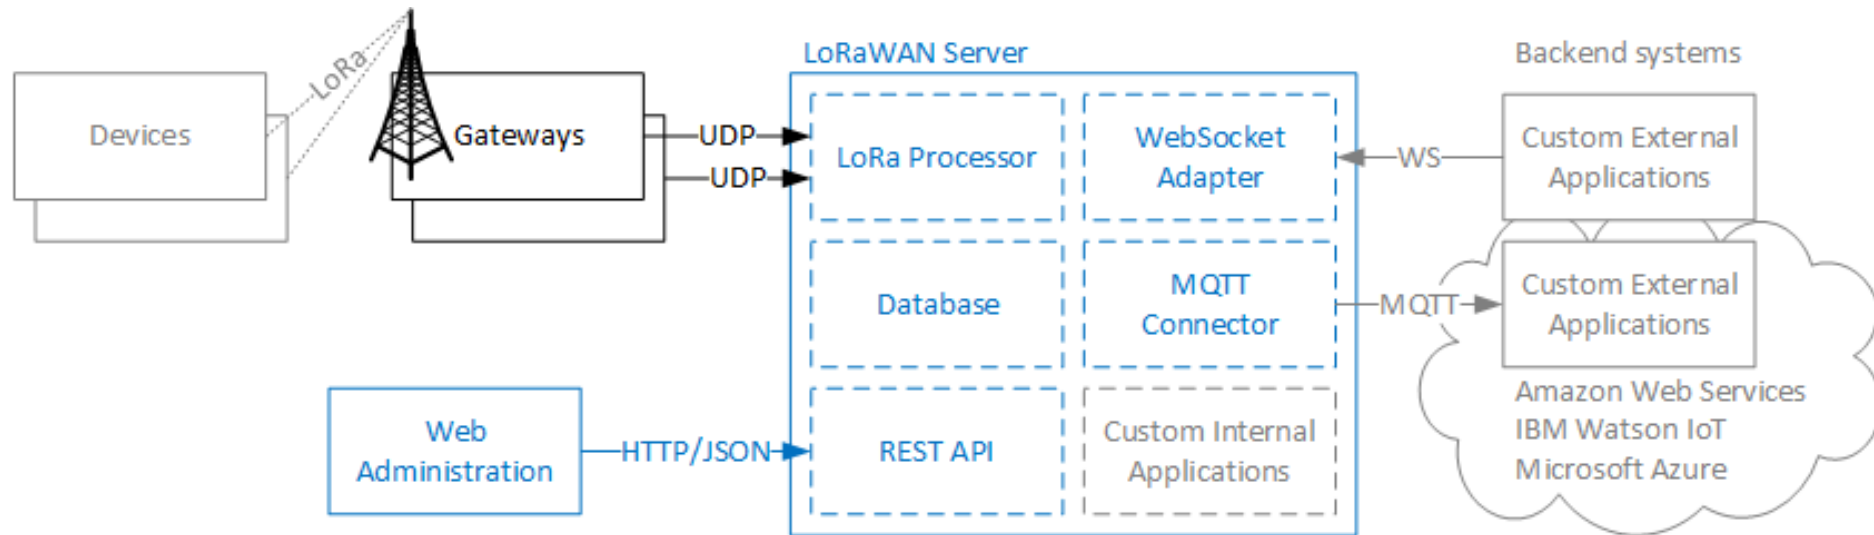 LoRaWAN Server
Backend systems
LoRa
Devices
Gateways
UDP
UDP
LoRa Processor
WebSocket
Adapter
WS
Custom External
Applications
Database
MQTT
Connector
MQTT
Custom External
Applications
Amazon Web Services
IBM Watson IoT
Microsoft Azure
Web
Administration
HTTP/JSON
REST API
Custom Internal
Applications